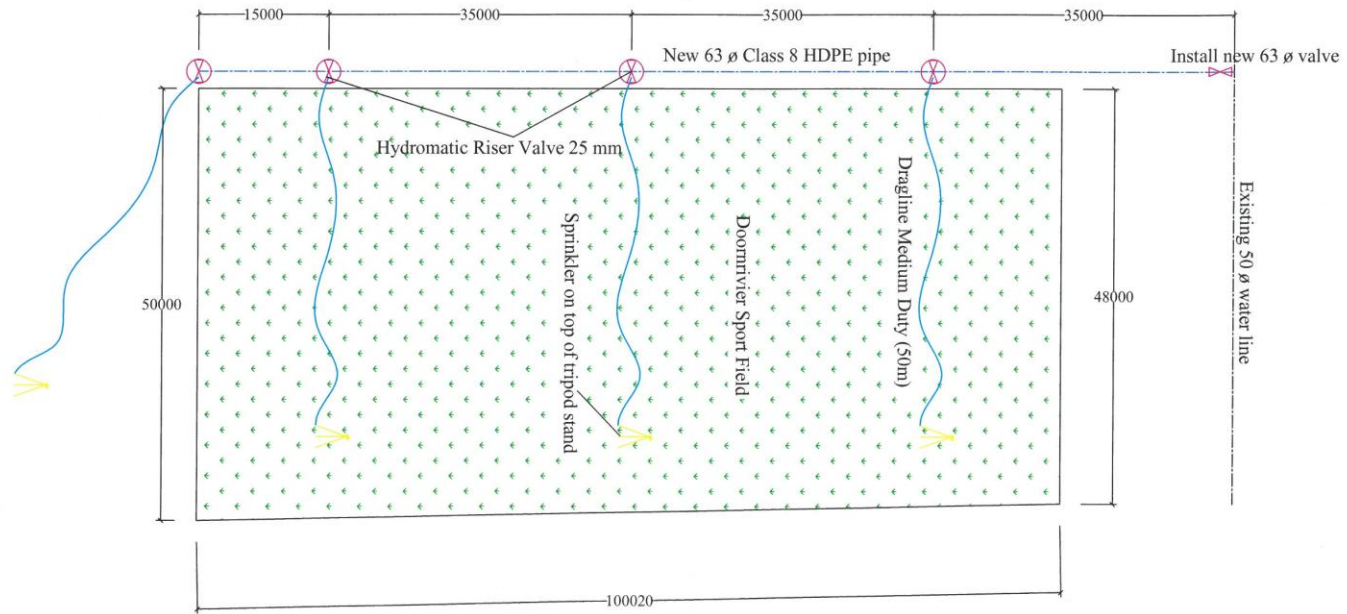 15000
35000
35000
35000
New 63 ø Class 8 HDPE pipe
Install new 63 ø valve
Hydromatic Riser Valve 25 mm
Sprinkler on top of tripod stand
Doornrivier Sport Field
Dragline Medium Duty (50m)
Existing 50 ø water line
50000
48000
100020